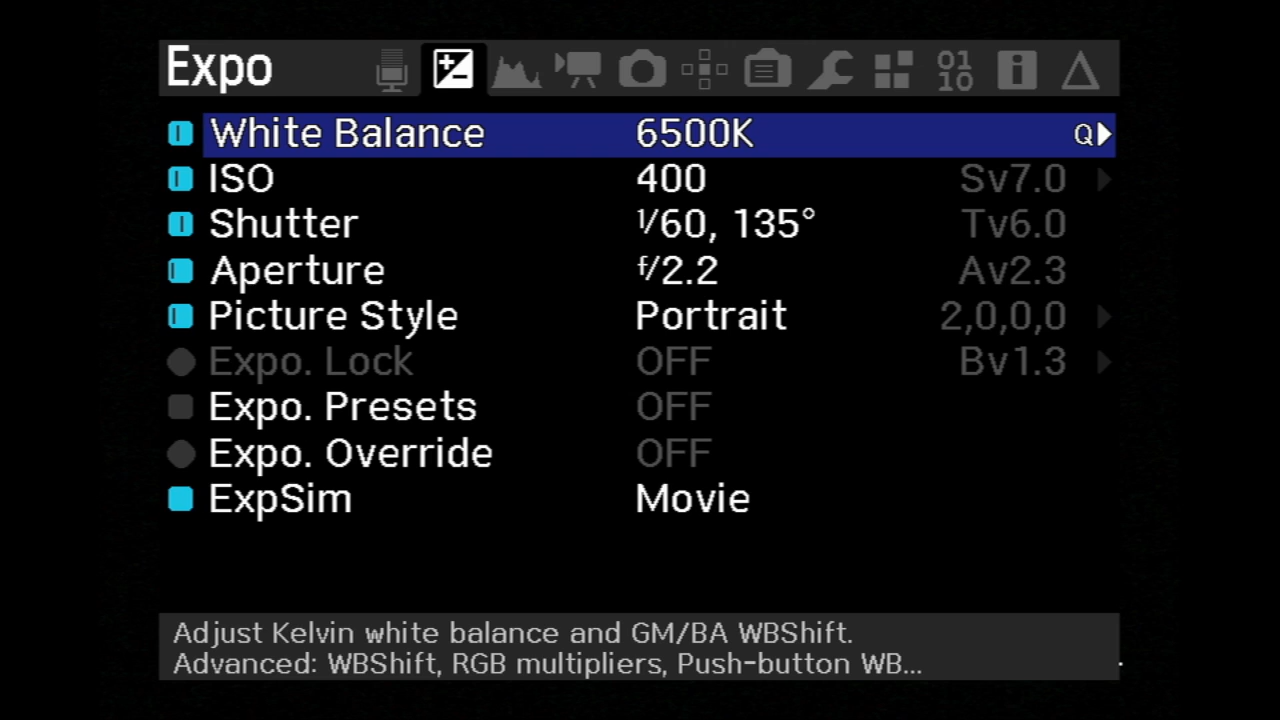 Expo 01 10 i
White Balance 6500K Q
ISO 400 Sv7.0
Shutter 1/60, 135° Tv6.0
Aperture f/2.2 Av2.3
Picture Style Portrait 2,0,0,0
Expo. Lock OFF Bv1.3
Expo. Presets OFF
Expo. Override OFF
ExpSim Movie
Adjust Kelvin white balance and GM/BA WBShift.
Advanced: WBShift, RGB multipliers, Push-button WB...